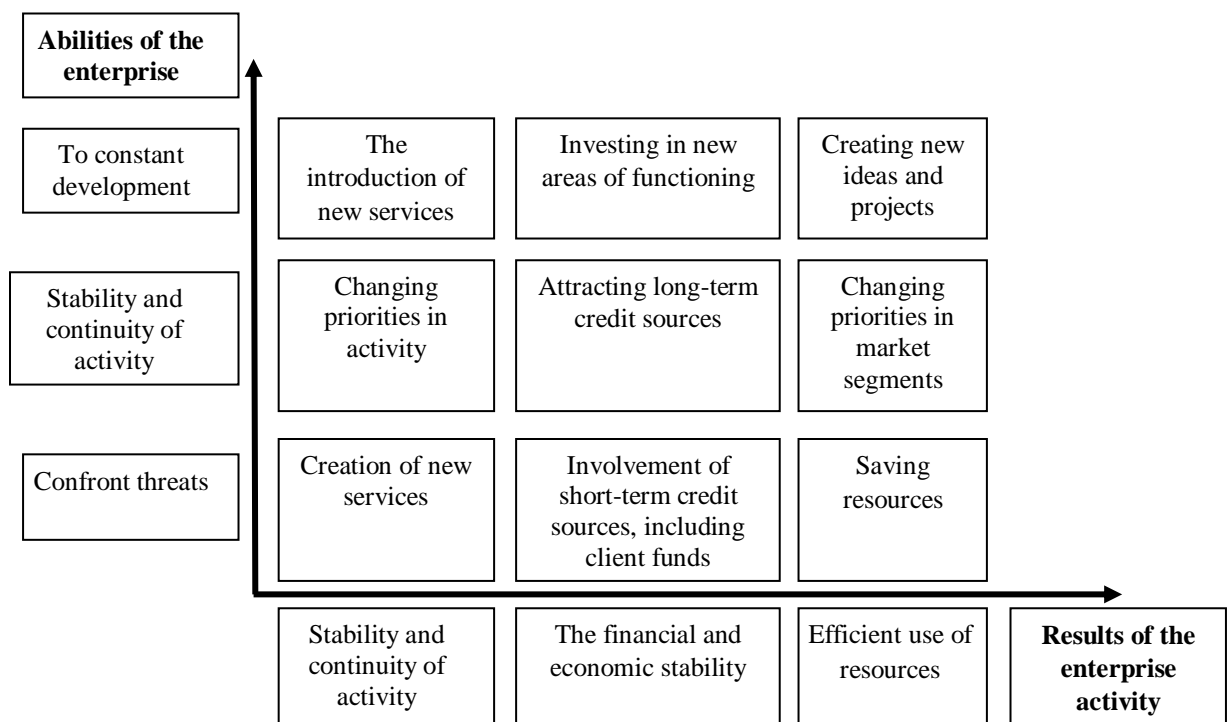 Abilities of the
enterprise
To constant
development
The
introduction of
new services
Investing in new
areas of functioning
Creating new
ideas and
projects
Stability and
continuity of
activity
Changing
priorities in
activity
Attracting long-term
credit sources
Changing
priorities in
market
segments
Confront threats
Creation of new
services
Involvement of
short-term credit
sources, including
client funds
Saving
resources
Stability and
continuity of
activity
The financial and
economic stability
Efficient use of
resources
Results of the
enterprise
activity